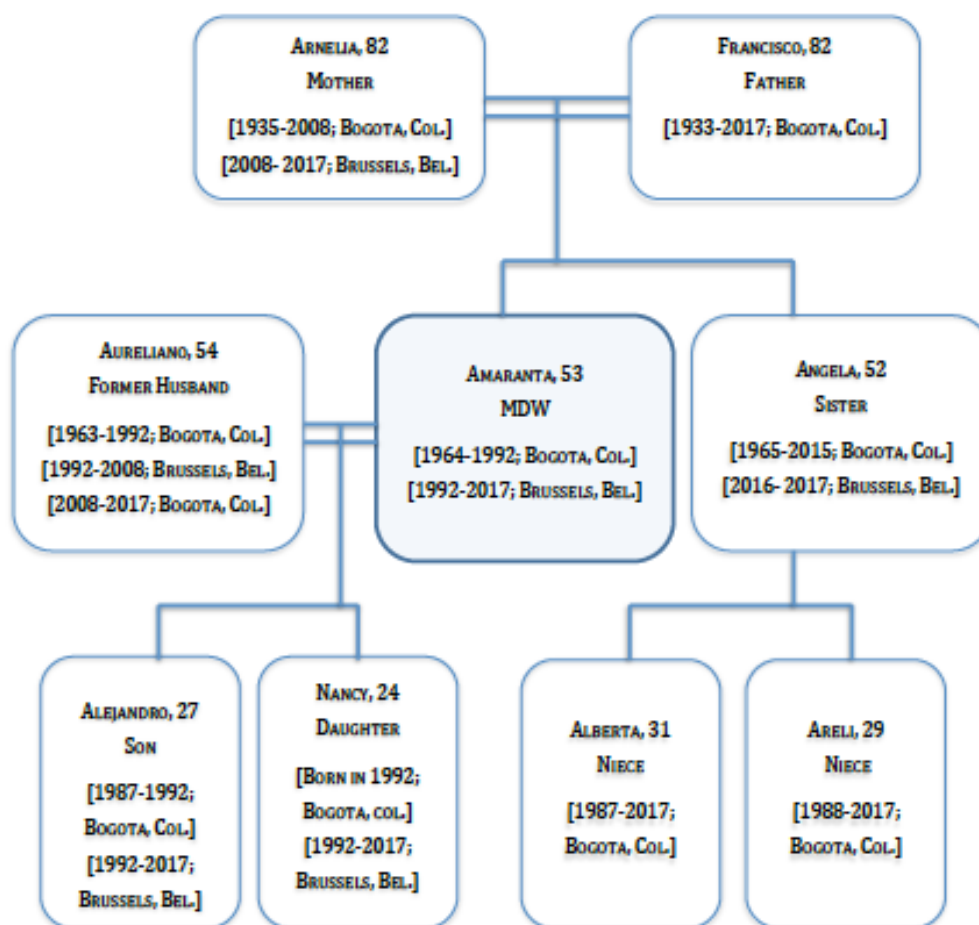 Arnelia, 82
Mother
[1935-2008; Bogota, Col.]
[2008- 2017; Brussels, Bel.]
Francisco, 82
Father
[1933-2017; Bogota, Col.]
Aureliano, 54
Former Husband
[1963-1992; Bogota, Col.]
[1992-2008; Brussels, Bel.]
[2008-2017; Bogota, Col.]
Amaranta, 53
MDW
[1964-1992; Bogota, Col.]
[1992-2017; Brussels, Bel.]
Angela, 52
Sister
[1965-2015; Bogota, Col.]
[2016- 2017; Brussels, Bel.]
Alejandro, 27
Son
[1987-1992;
Bogota, Col.]
[1992-2017;
Brussels, Bel.]
Nancy, 24
Daughter
[Born in 1992;
Bogota, col.]
[1992-2017;
Brussels, Bel.]
Alberta, 31
Niece
[1987-2017;
Bogota, Col.]
Areli, 29
Niece
[1988-2017;
Bogota, Col.]